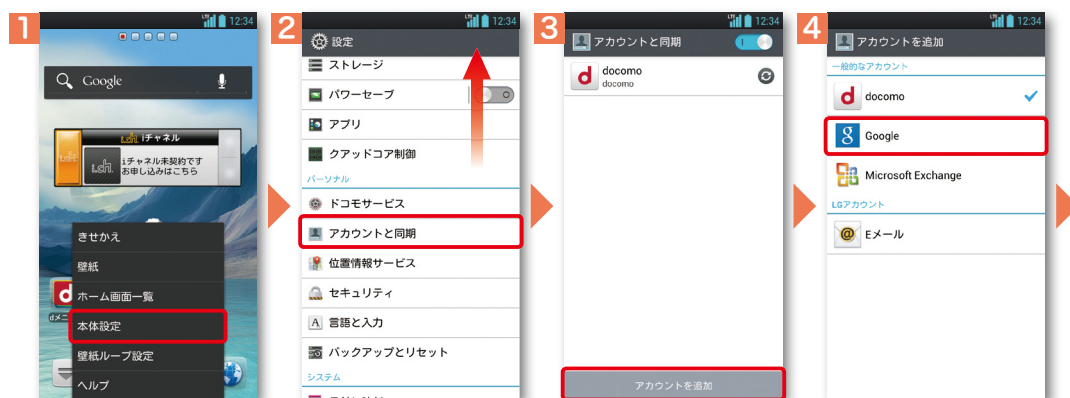 1
LTE 12:34
Google
i.ch iチャネル
i.ch iチャネル未契約です
お申し込みはこちら
きせかえ
壁紙
ホーム画面一覧
本体設定
壁紙ループ設定
ヘルプ
2
LTE 12:34
設定
ストレージ
パワーセーブ
アプリ
クアッドコア制御
パーソナル
ドコモサービス
アカウントと同期
位置情報サービス
セキュリティ
A 言語と入力
バックアップとリセット
システム
3
LTE 12:34
アカウントと同期
d docomo
docomo
アカウントを追加
4
LTE 12:34
アカウントを追加
一般的なアカウント
d docomo
8 Google
Microsoft Exchange
LGアカウント
@ Eメール